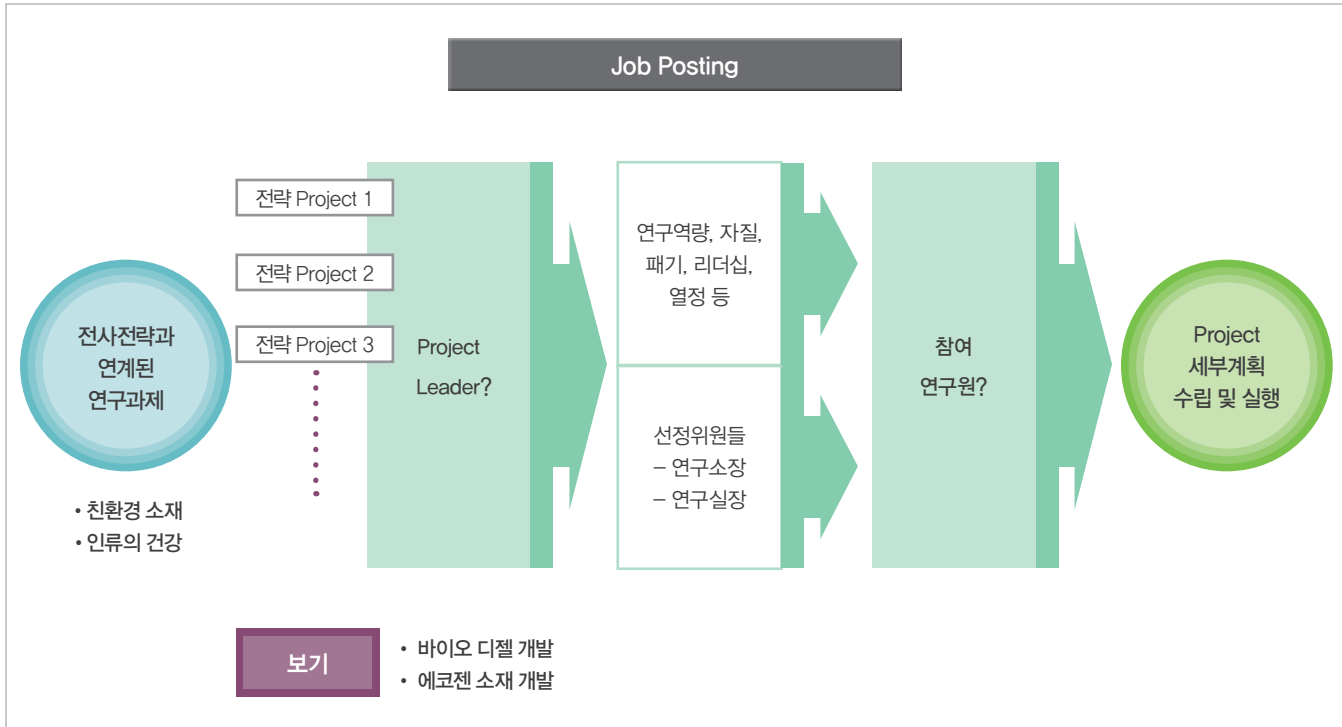 Job Posting
전사전략과
연계된
연구과제
• 친환경 소재
• 인류의 건강
전략 Project 1
전략 Project 2
전략 Project 3
Project
Leader?
연구역량, 자질,
패기, 리더십,
열정 등
선정위원들
– 연구소장
– 연구실장
참여
연구원?
Project
세부계획
수립 및 실행
보기
• 바이오 디젤 개발
• 에코젠 소재 개발